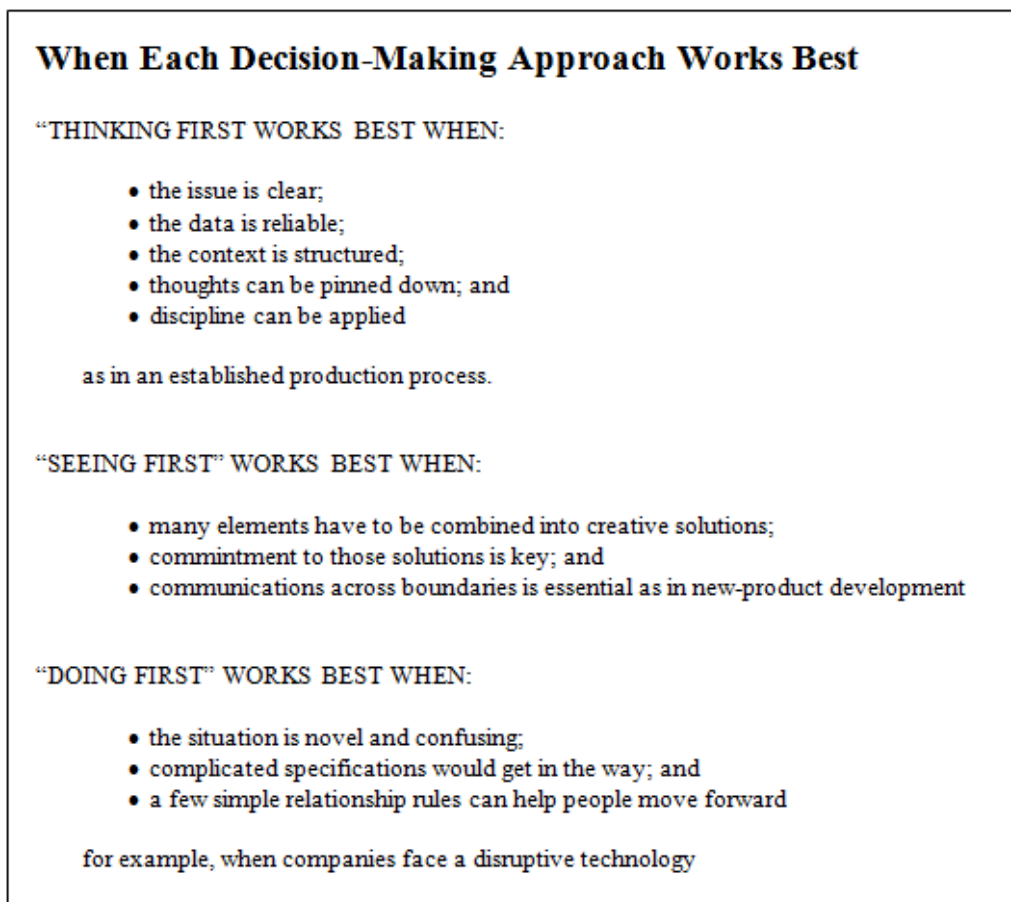 When Each Decision-Making Approach Works Best
“THINKING FIRST WORKS BEST WHEN:
• the issue is clear;
• the data is reliable;
• the context is structured;
• thoughts can be pinned down; and
• discipline can be applied
as in an established production process.
“SEEING FIRST” WORKS BEST WHEN:
• many elements have to be combined into creative solutions;
• commintment to those solutions is key; and
• communications across boundaries is essential as in new-product development
“DOING FIRST” WORKS BEST WHEN:
• the situation is novel and confusing;
• complicated specifications would get in the way; and
• a few simple relationship rules can help people move forward
for example, when companies face a disruptive technology